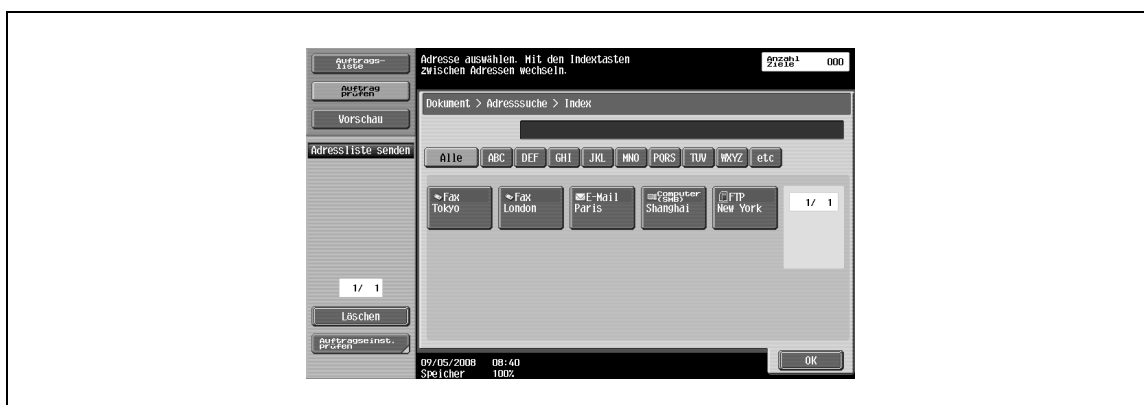 Auftrags-
liste
Auftrag
prüfen
Vorschau
Adressliste senden
1/ 1
Löschen
Auftragseinst.
prüfen
Adresse auswählen. Mit den Indextasten
zwischen Adressen wechseln.
Anzahl
Ziele 000
Dokument > Adresssuche > Index
Alle ABC DEF GHI JKL MNO PQRS TUV WXYZ etc
Fax
Tokyo
Fax
London
E-Mail
Paris
Computer
(SMB)
Shanghai
FTP
New York
1/ 1
09/05/2008 08:40
Speicher 100%
OK